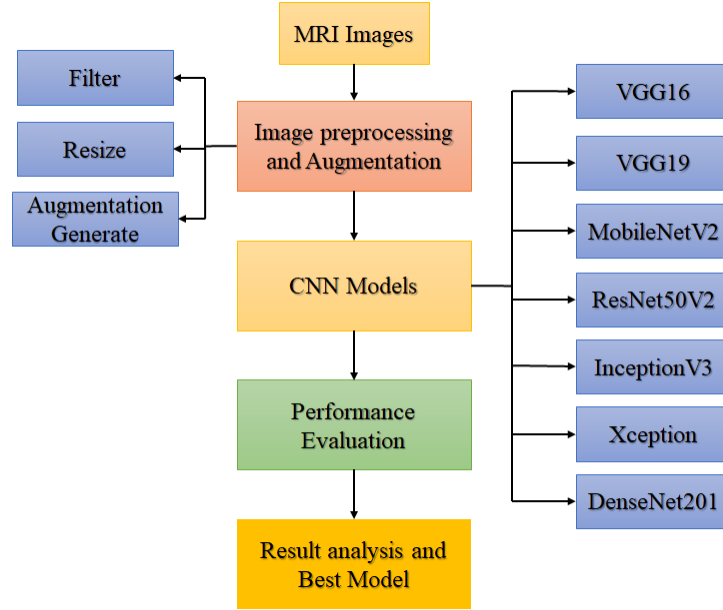 MRI Images
Filter
Resize
Augmentation
Generate
Image preprocessing
and Augmentation
CNN Models
VGG16
VGG19
MobileNetV2
ResNet50V2
InceptionV3
Xception
DenseNet201
Performance
Evaluation
Result analysis and
Best Model